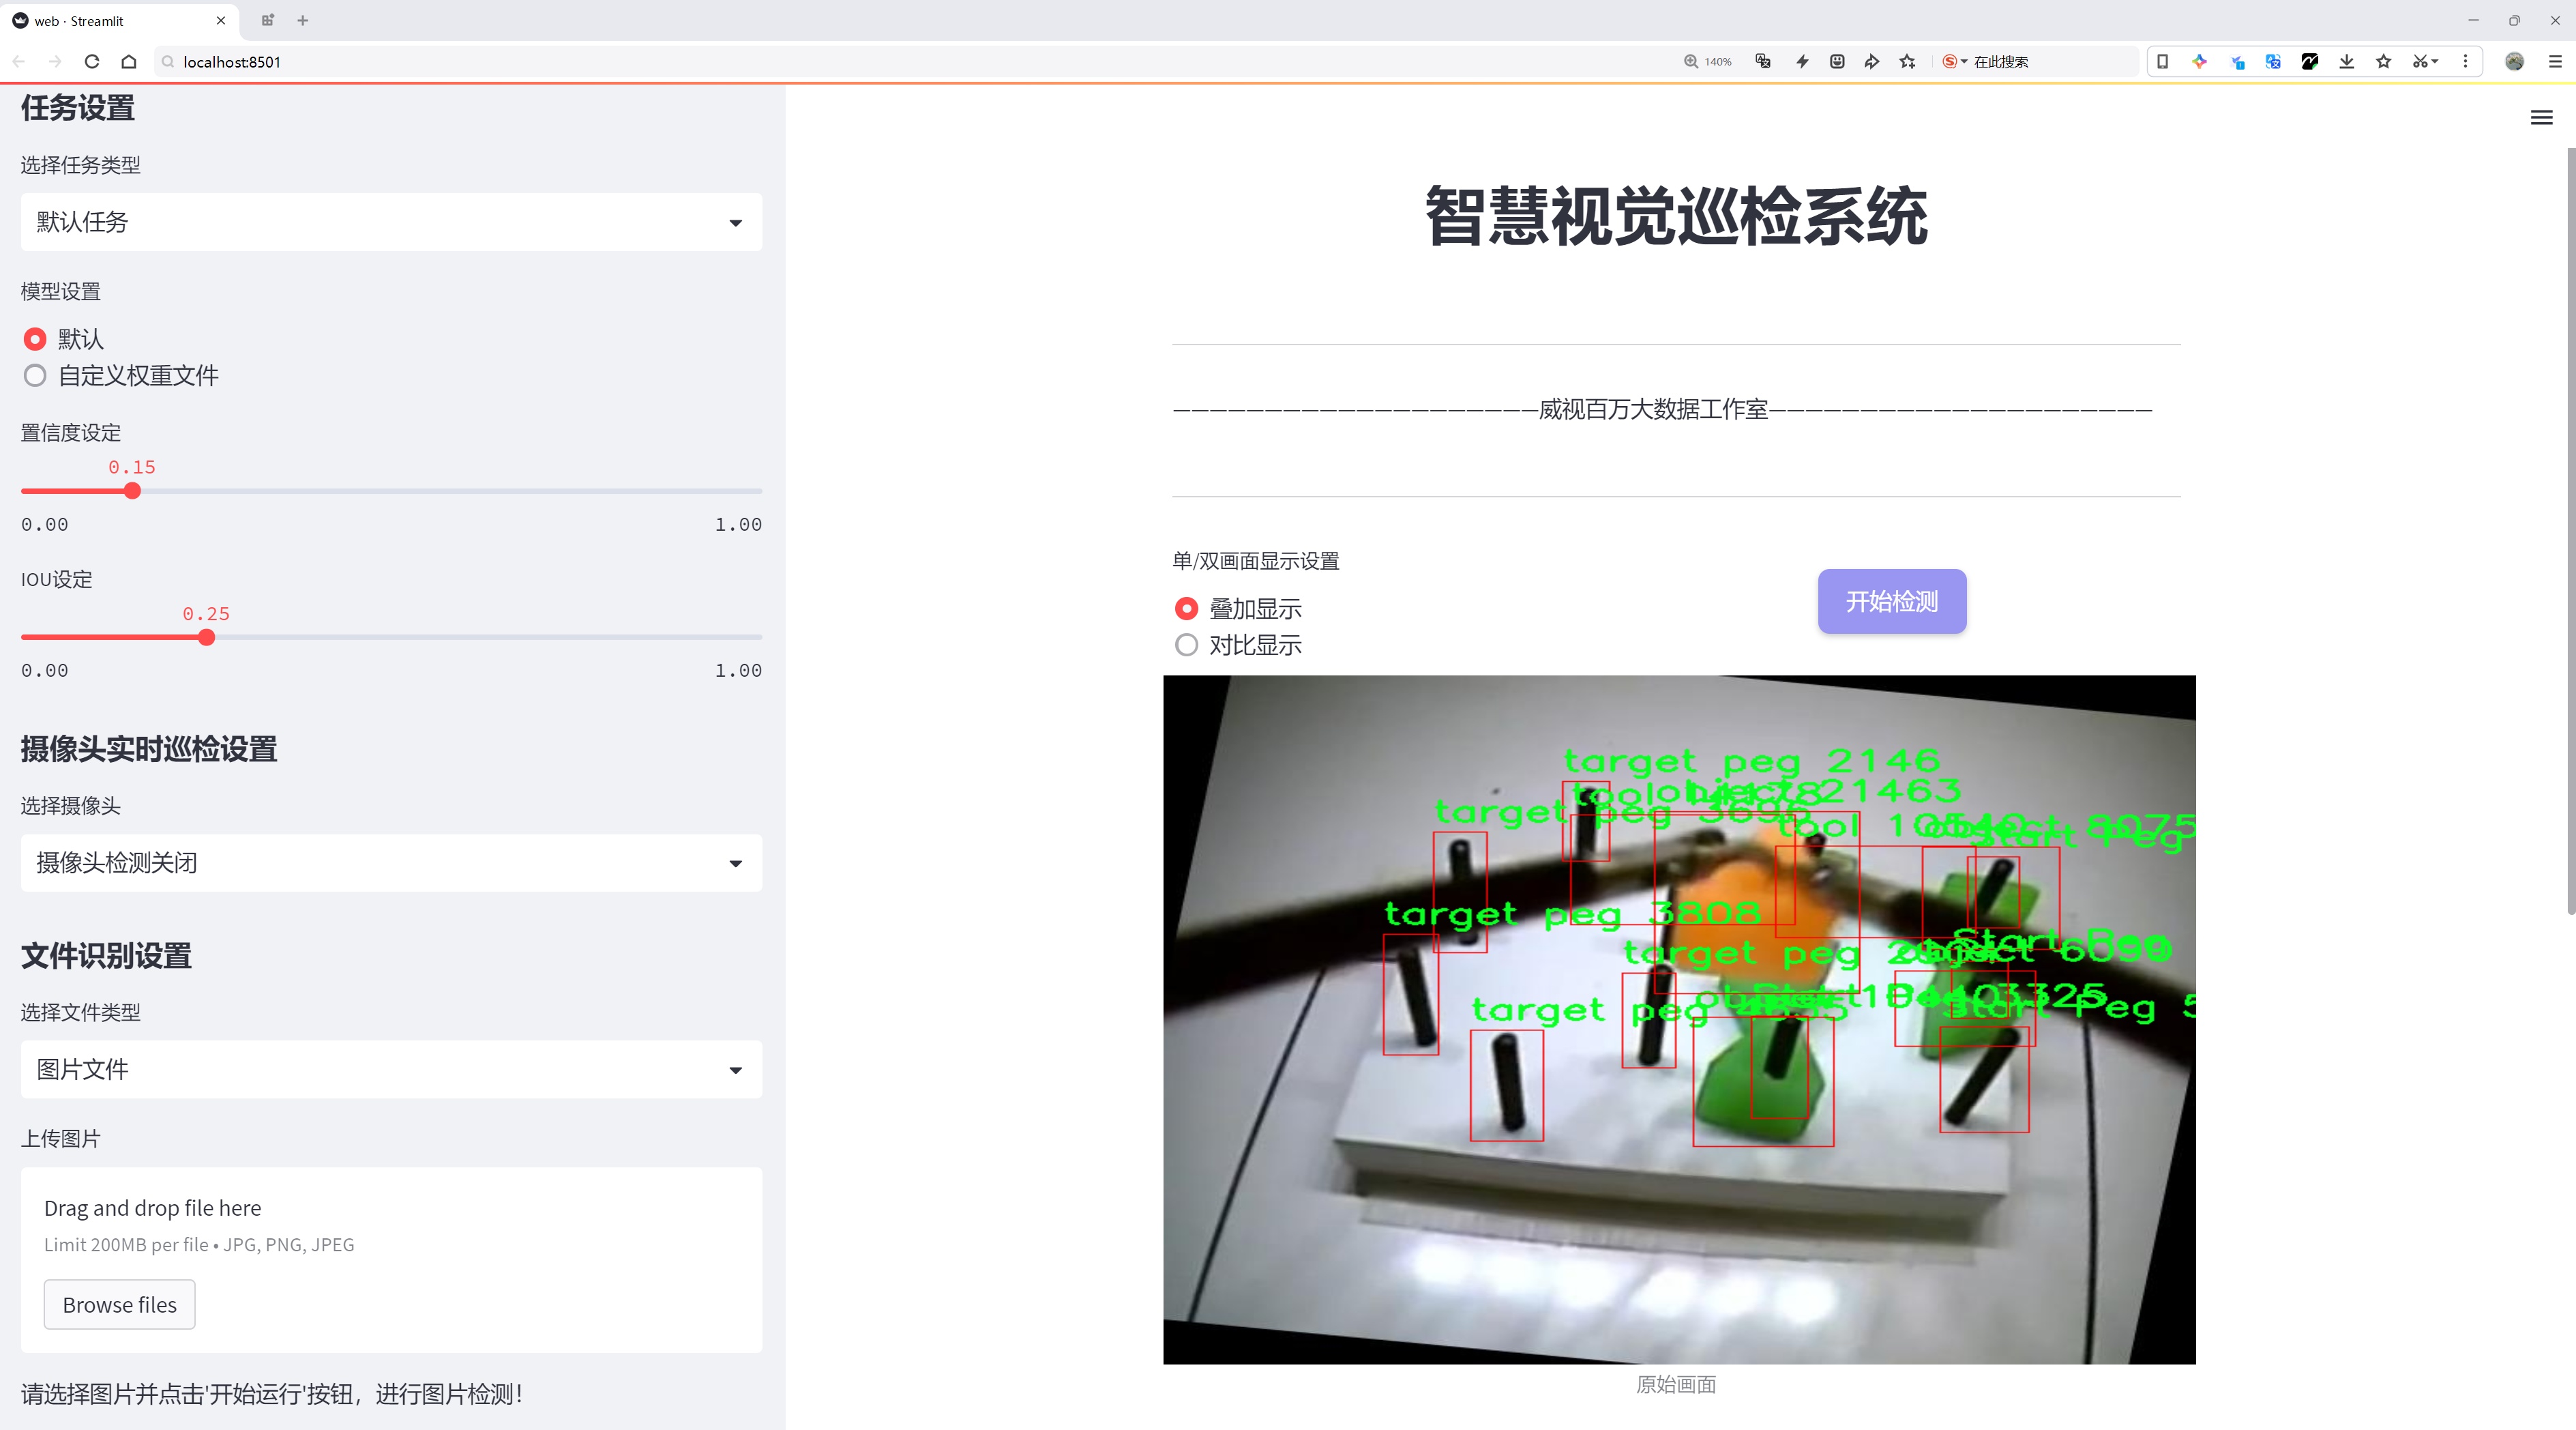 web · Streamlit
localhost:8501
140%
在此搜索
任务设置
选择任务类型
默认任务
模型设置
默认
自定义权重文件
置信度设定
0.15
0.00 1.00
IOU设定
0.25
0.00 1.00
摄像头实时巡检设置
选择摄像头
摄像头检测关闭
文件识别设置
选择文件类型
图片文件
上传图片
Drag and drop file here
Limit 200MB per file • JPG, PNG, JPEG
Browse files
请选择图片并点击'开始运行'按钮，进行图片检测！
智慧视觉巡检系统
威视百万大数据工作室
单/双画面显示设置
叠加显示
对比显示
开始检测
target peg 2146
object 21463
tool
target peg 3696
tool
target peg 3808
target peg
Start Peg
target peg
原始画面